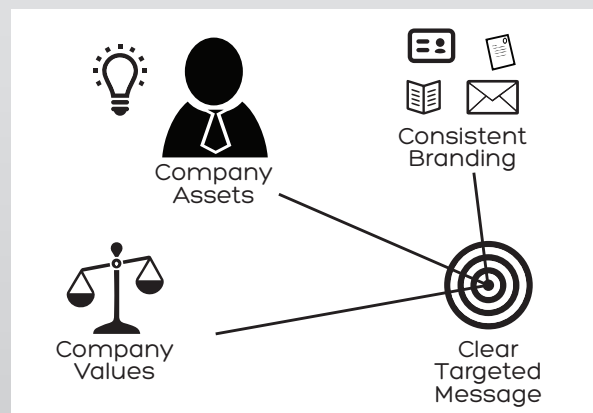 Company
Assets
Consistent
Branding
Company
Values
Clear
Targeted
Message